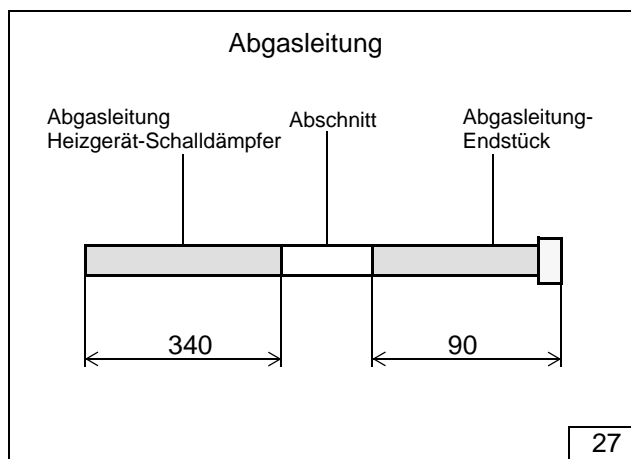 Abgasleitung
Abgasleitung
Heizgerät-Schalldämpfer
Abschnitt
Abgasleitung-
Endstück
340
90
27